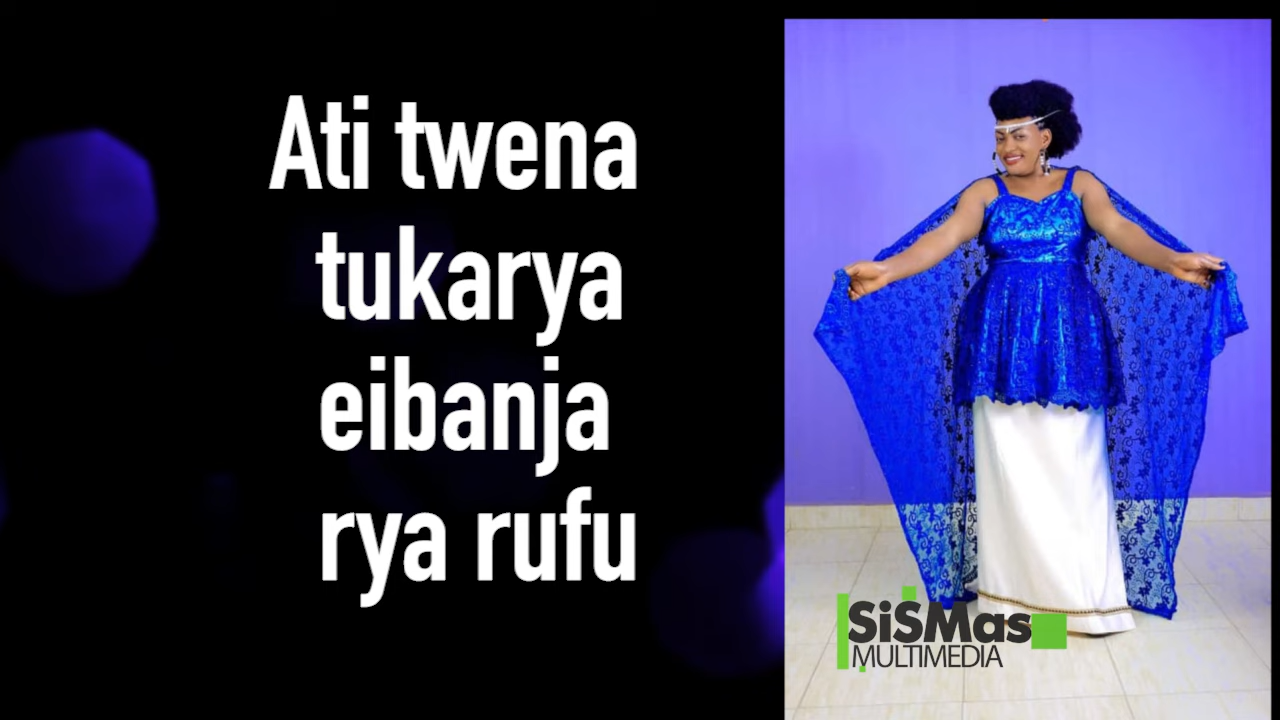 Ati twena
tukarya
eibanja
rya rufu
SiSMas
MULTIMEDIA